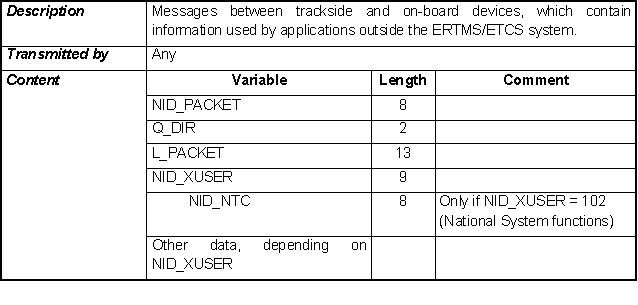 Description
Messages between trackside and on-board devices, which contain
information used by applications outside the ERTMS/ETCS system.
Transmitted by
Any
Content
Variable
Length
Comment
NID_PACKET
8
Q_DIR
2
L_PACKET
13
NID_XUSER
9
NID_NTC
8
Only if NID_XUSER = 102
(National System functions)
Other data, depending on
NID_XUSER